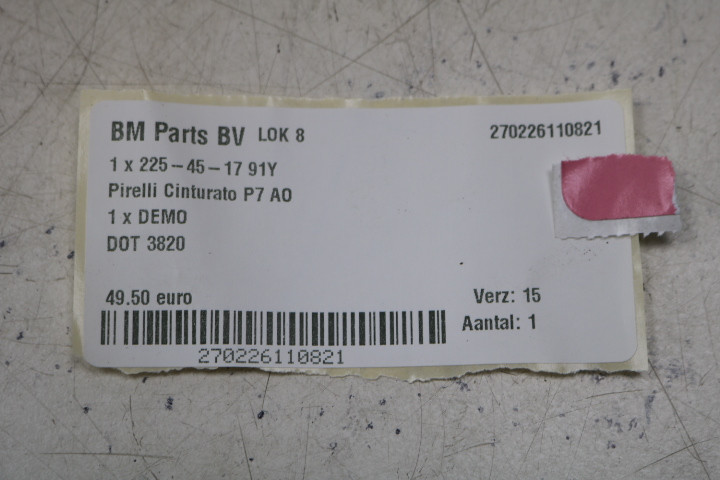 BM Parts BV LOK 8 270226110821
1 x 225-45-17 91Y
Pirelli Cinturato P7 AO
1 x DEMO
DOT 3820
49.50 euro Verz: 15
Aantal: 1
270226110821